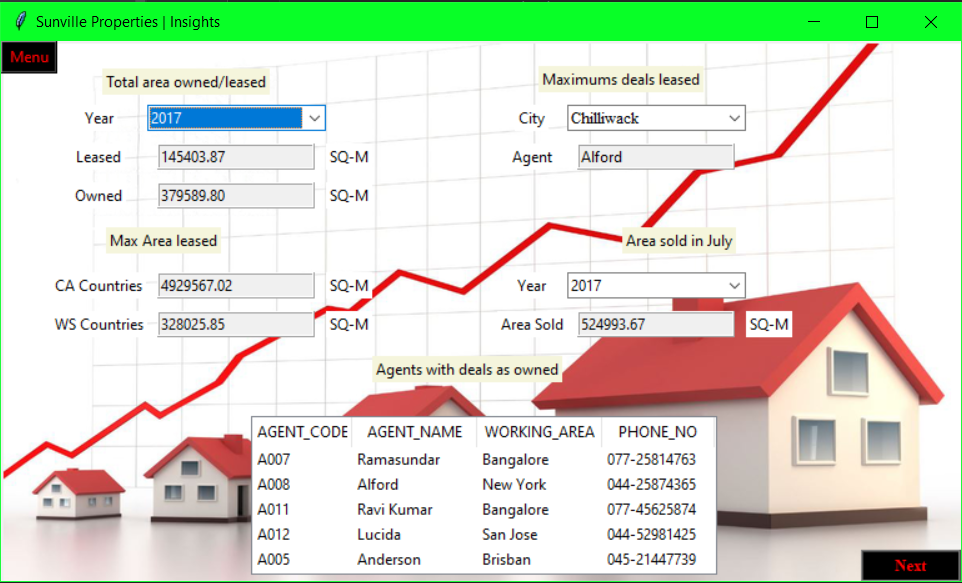 Sunville Properties | Insights
Menu
Total area owned/leased
Maximums deals leased
Year 2017
City Chilliwack
Leased 145403.87 SQ-M
Agent Alford
Owned 379589.80 SQ-M
Max Area leased
Area sold in July
CA Countries 4929567.02 SQ-M
Year 2017
WS Countries 328025.85 SQ-M
Area Sold 524993.67 SQ-M
Agents with deals as owned
AGENT_CODE AGENT_NAME WORKING_AREA PHONE_NO
A007 Ramasundar Bangalore 077-25814763
A008 Alford New York 044-25874365
A011 Ravi Kumar Bangalore 077-45625874
A012 Lucida San Jose 044-52981425
A005 Anderson Brisban 045-21447739
Next